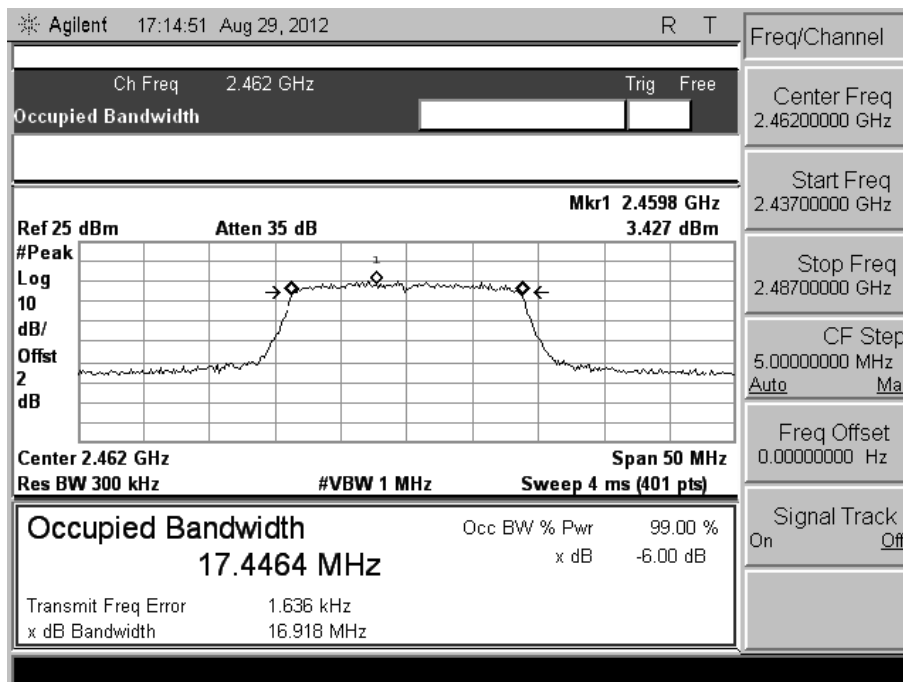 Agilent 17:14:51 Aug 29, 2012 R T
Ch Freq 2.462 GHz Trig Free
Occupied Bandwidth
Mkr1 2.4598 GHz
Ref 25 dBm Atten 35 dB 3.427 dBm
#Peak
Log
10
dB/
Offst
2
dB
1
Center 2.462 GHz Span 50 MHz
Res BW 300 kHz #VBW 1 MHz Sweep 4 ms (401 pts)
Occupied Bandwidth
17.4464 MHz
Occ BW % Pwr 99.00 %
x dB -6.00 dB
Transmit Freq Error 1.636 kHz
x dB Bandwidth 16.918 MHz
Freq/Channel
Center Freq
2.46200000 GHz
Start Freq
2.43700000 GHz
Stop Freq
2.48700000 GHz
CF Step
5.00000000 MHz
Auto Ma
Freq Offset
0.00000000 Hz
Signal Track
On Off